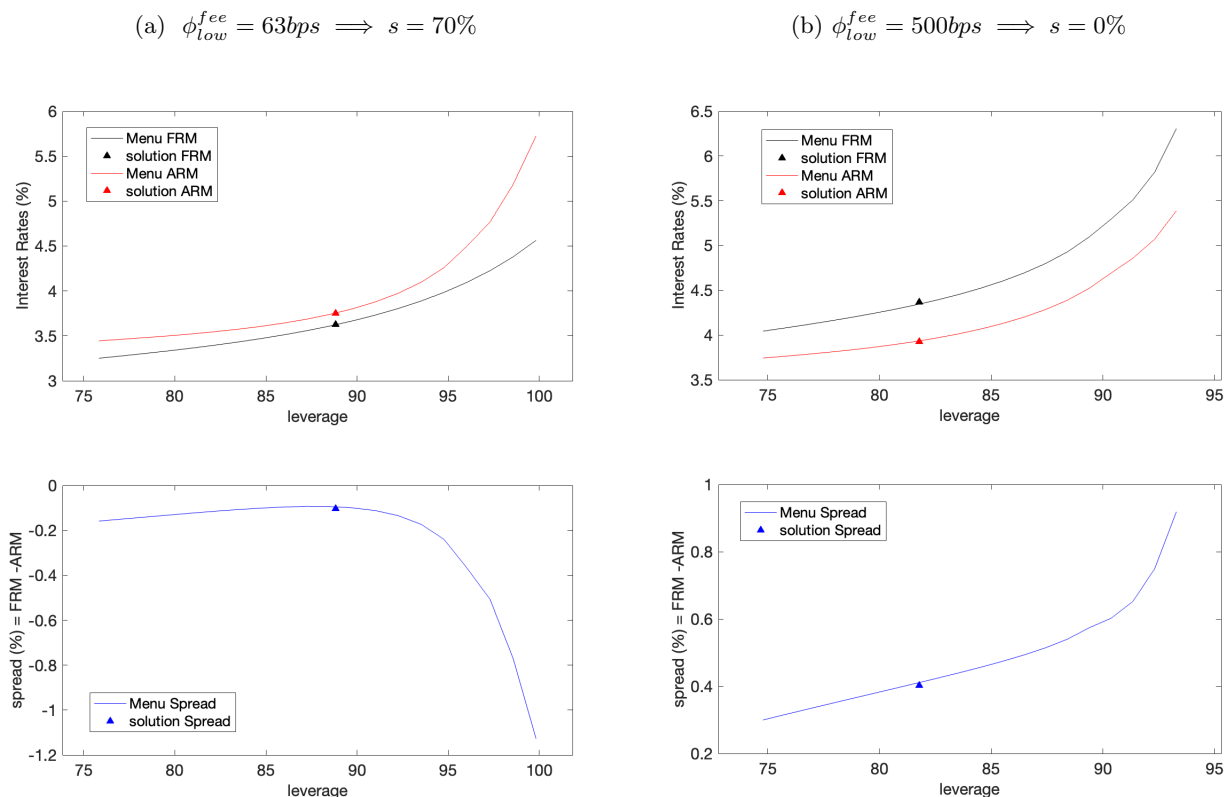 (a) ϕ_{low}^{fee} = 63bps ⟹ s = 70%
6
5.5
5
4.5
4
3.5
3
Interest Rates (%)
Menu FRM
solution FRM
Menu ARM
solution ARM
75 80 85 90 95 100
leverage
(b) ϕ_{low}^{fee} = 500bps ⟹ s = 0%
6.5
6
5.5
5
4.5
4
3.5
Interest Rates (%)
Menu FRM
solution FRM
Menu ARM
solution ARM
75 80 85 90 95
leverage
0
-0.2
-0.4
-0.6
-0.8
-1
-1.2
spread (%) = FRM -ARM
Menu Spread
solution Spread
75 80 85 90 95 100
leverage
1
0.8
0.6
0.4
0.2
spread (%) = FRM -ARM
Menu Spread
solution Spread
75 80 85 90 95
leverage